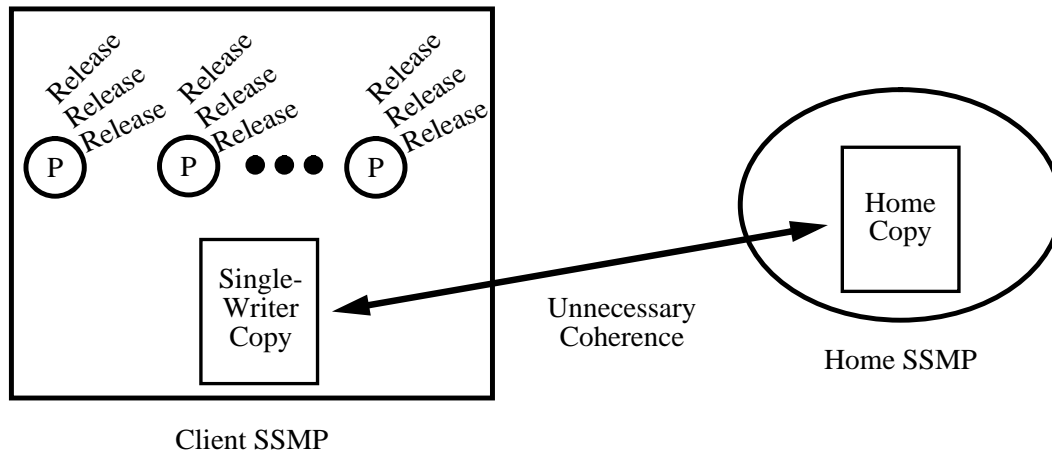 Release
Release
Release
P
Release
Release
Release
P
Release
Release
Release
P
Single-
Writer
Copy
Client SSMP
Unnecessary
Coherence
Home
Copy
Home SSMP